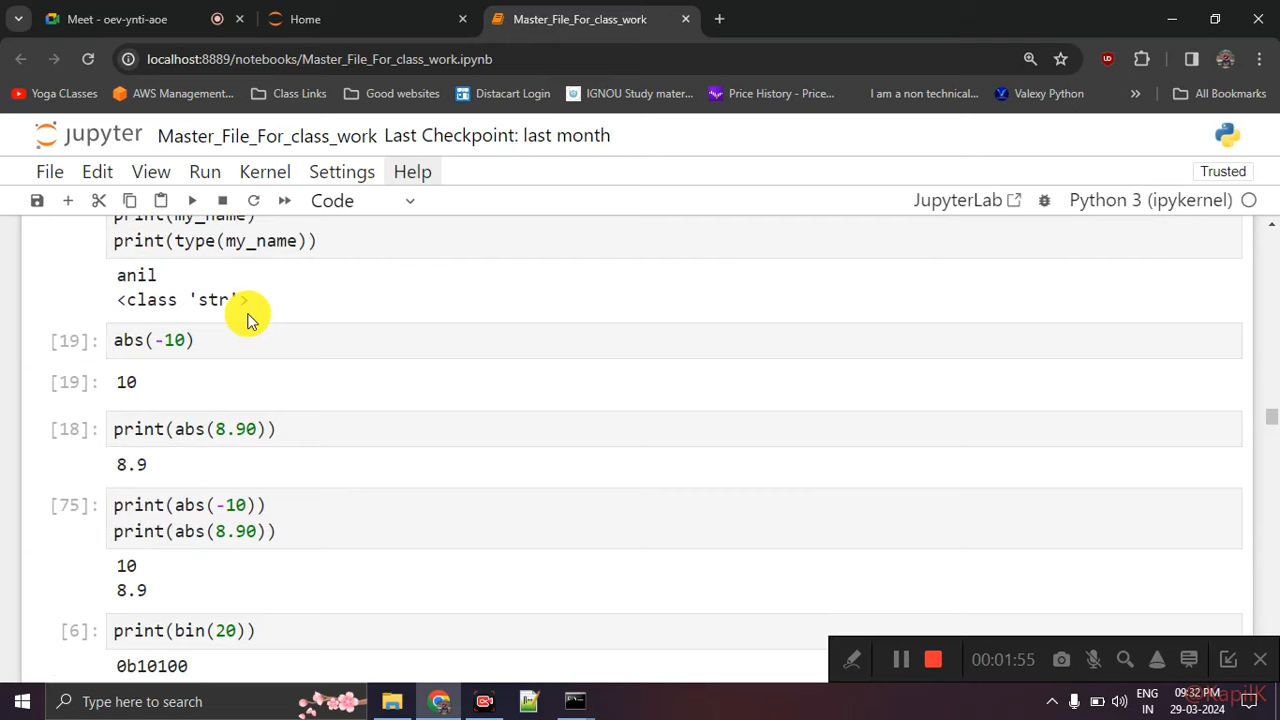 Meet - oev-ynti-aoe
Home
Master_File_For_class_work
localhost:8889/notebooks/Master_File_For_class_work.ipynb
Yoga CLasses
AWS Management...
Class Links
Good websites
Distacart Login
IGNOU Study mater...
Price History - Price...
I am a non technical...
Valexy Python
All Bookmarks
jupyter Master_File_For_class_work Last Checkpoint: last month
File Edit View Run Kernel Settings Help
Trusted
Code
JupyterLab
Python 3 (ipykernel)
print(my_name)
print(type(my_name))
anil
<class 'str'>
[19]: abs(-10)
[19]: 10
[18]: print(abs(8.90))
8.9
[75]: print(abs(-10))
print(abs(8.90))
10
8.9
[6]: print(bin(20))
0b10100
00:01:55
Type here to search
ENG
IN
09:32 PM
29-03-2024
@KapilK